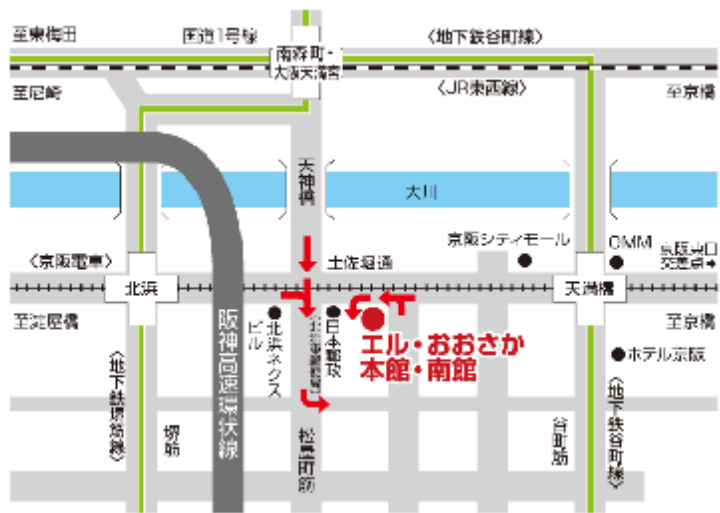 至東梅田
国道1号線
〈地下鉄谷町線〉
南森町・
大阪天満宮
至尼崎
〈JR東西線〉
至京橋
天神橋
大川
京阪シティモール
OMM
京阪東口
交差点➡
〈京阪電車〉
土佐堀通
北浜
天満橋
至淀屋橋
北浜ネクス
ビル
日本郵政
至京橋
阪神高速環状線
エル・おおさか
本館・南館
ホテル京阪
〈地下鉄堺筋線〉
堺筋
松屋町筋
谷町筋
〈地下鉄谷町線〉